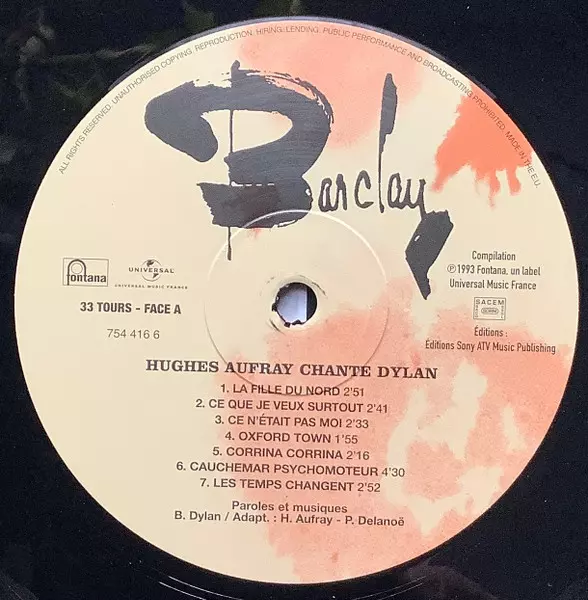 ALL RIGHTS RESERVED. UNAUTHORISED COPYING, REPRODUCTION, HIRING, LENDING, PUBLIC PERFORMANCE AND BROADCASTING PROHIBITED. MADE IN THE E.U.
Barclay
fontana
UNIVERSAL
UNIVERSAL MUSIC FRANCE
33 TOURS - FACE A
754 416 6
Compilation
℗ 1993 Fontana, un label
Universal Music France
SACEM
Éditions :
Éditions Sony ATV Music Publishing
HUGHES AUFRAY CHANTE DYLAN
1. LA FILLE DU NORD 2'51
2. CE QUE JE VEUX SURTOUT 2'41
3. CE N'ÉTAIT PAS MOI 2'33
4. OXFORD TOWN 1'55
5. CORRINA CORRINA 2'16
6. CAUCHEMAR PSYCHOMOTEUR 4'30
7. LES TEMPS CHANGENT 2'52
Paroles et musiques
B. Dylan / Adapt. : H. Aufray - P. Delanoë